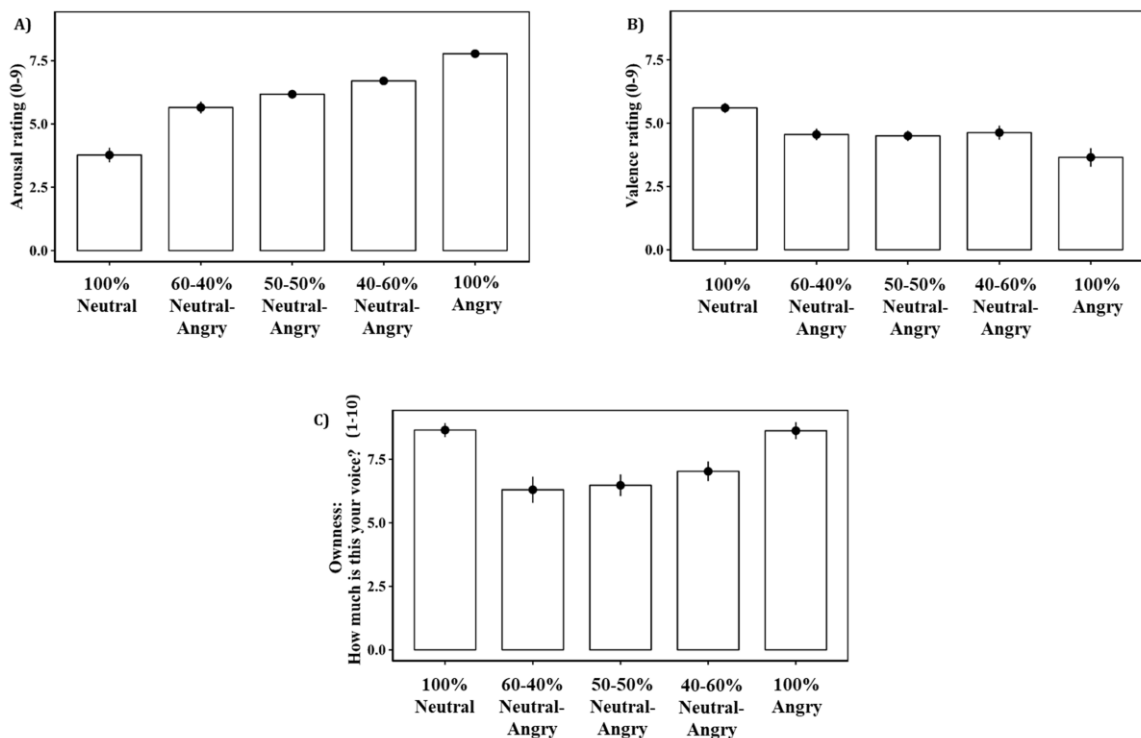 A)
Arousal rating (0-9)
7.5
5.0
2.5
0.0
100%
Neutral
60-40%
Neutral-
Angry
50-50%
Neutral-
Angry
40-60%
Neutral-
Angry
100%
Angry
B)
Valence rating (0-9)
7.5
5.0
2.5
0.0
100%
Neutral
60-40%
Neutral-
Angry
50-50%
Neutral-
Angry
40-60%
Neutral-
Angry
100%
Angry
C)
Ownness:
How much is this your voice? (1-10)
7.5
5.0
2.5
0.0
100%
Neutral
60-40%
Neutral-
Angry
50-50%
Neutral-
Angry
40-60%
Neutral-
Angry
100%
Angry